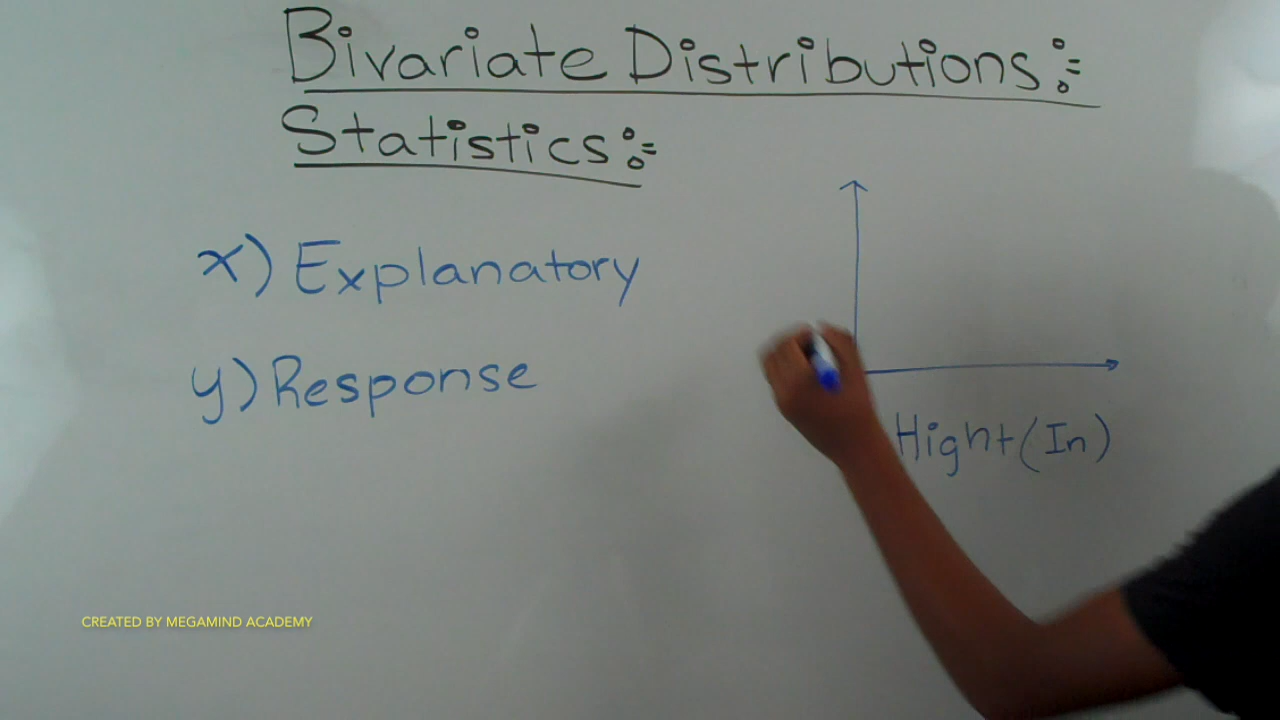 Bivariate Distributions:=
Statistics:=
x) Explanatory
y) Response
Hight (In)
CREATED BY MEGAMIND ACADEMY